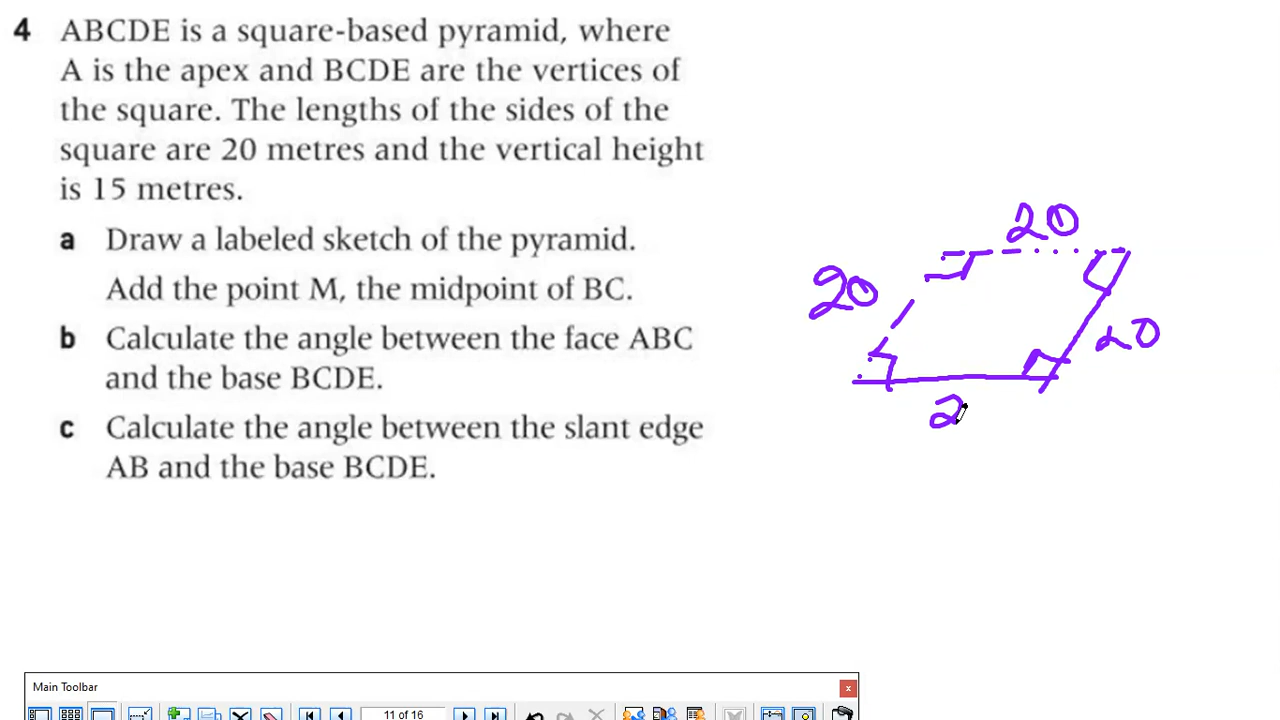 4 ABCDE is a square-based pyramid, where
A is the apex and BCDE are the vertices of
the square. The lengths of the sides of the
square are 20 metres and the vertical height
is 15 metres.
a Draw a labeled sketch of the pyramid.
Add the point M, the midpoint of BC.
b Calculate the angle between the face ABC
and the base BCDE.
c Calculate the angle between the slant edge
AB and the base BCDE.
20
20
20
2
Main Toolbar
x
11 of 16